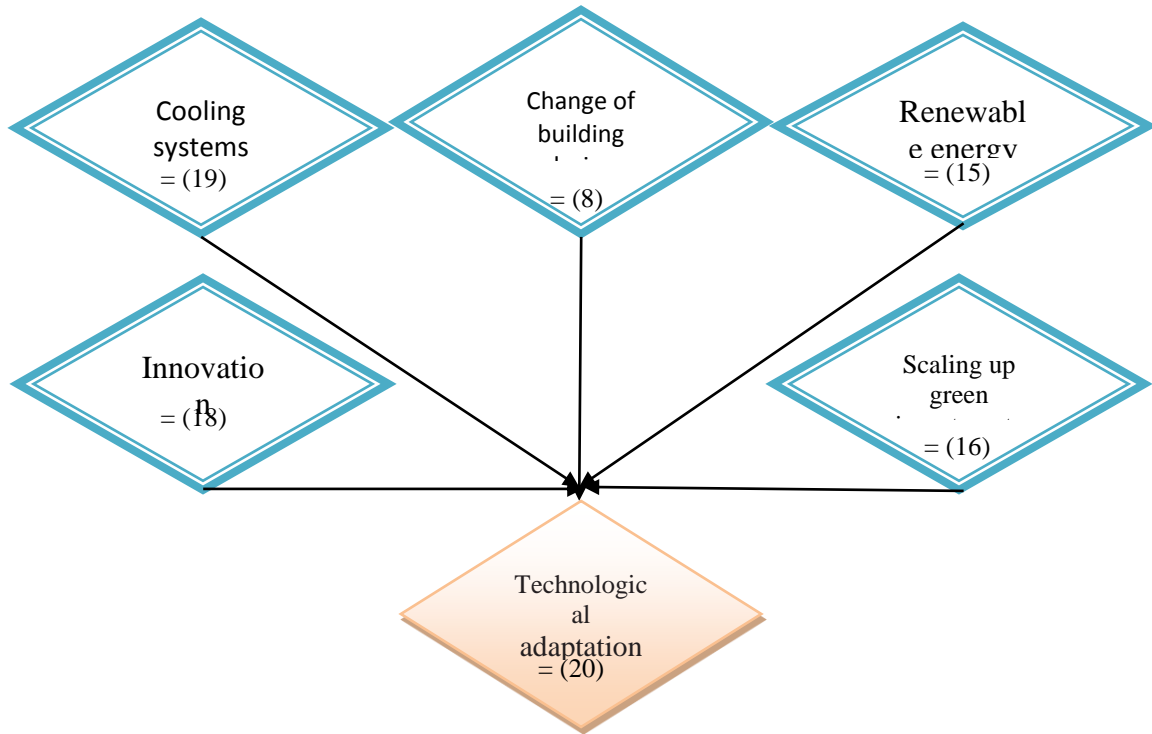 Cooling
systems
= (19)
Change of
building
= (8)
Renewabl
e energy
= (15)
Innovatio
n
= (18)
Scaling up
green
= (16)
Technologic
al
adaptation
= (20)